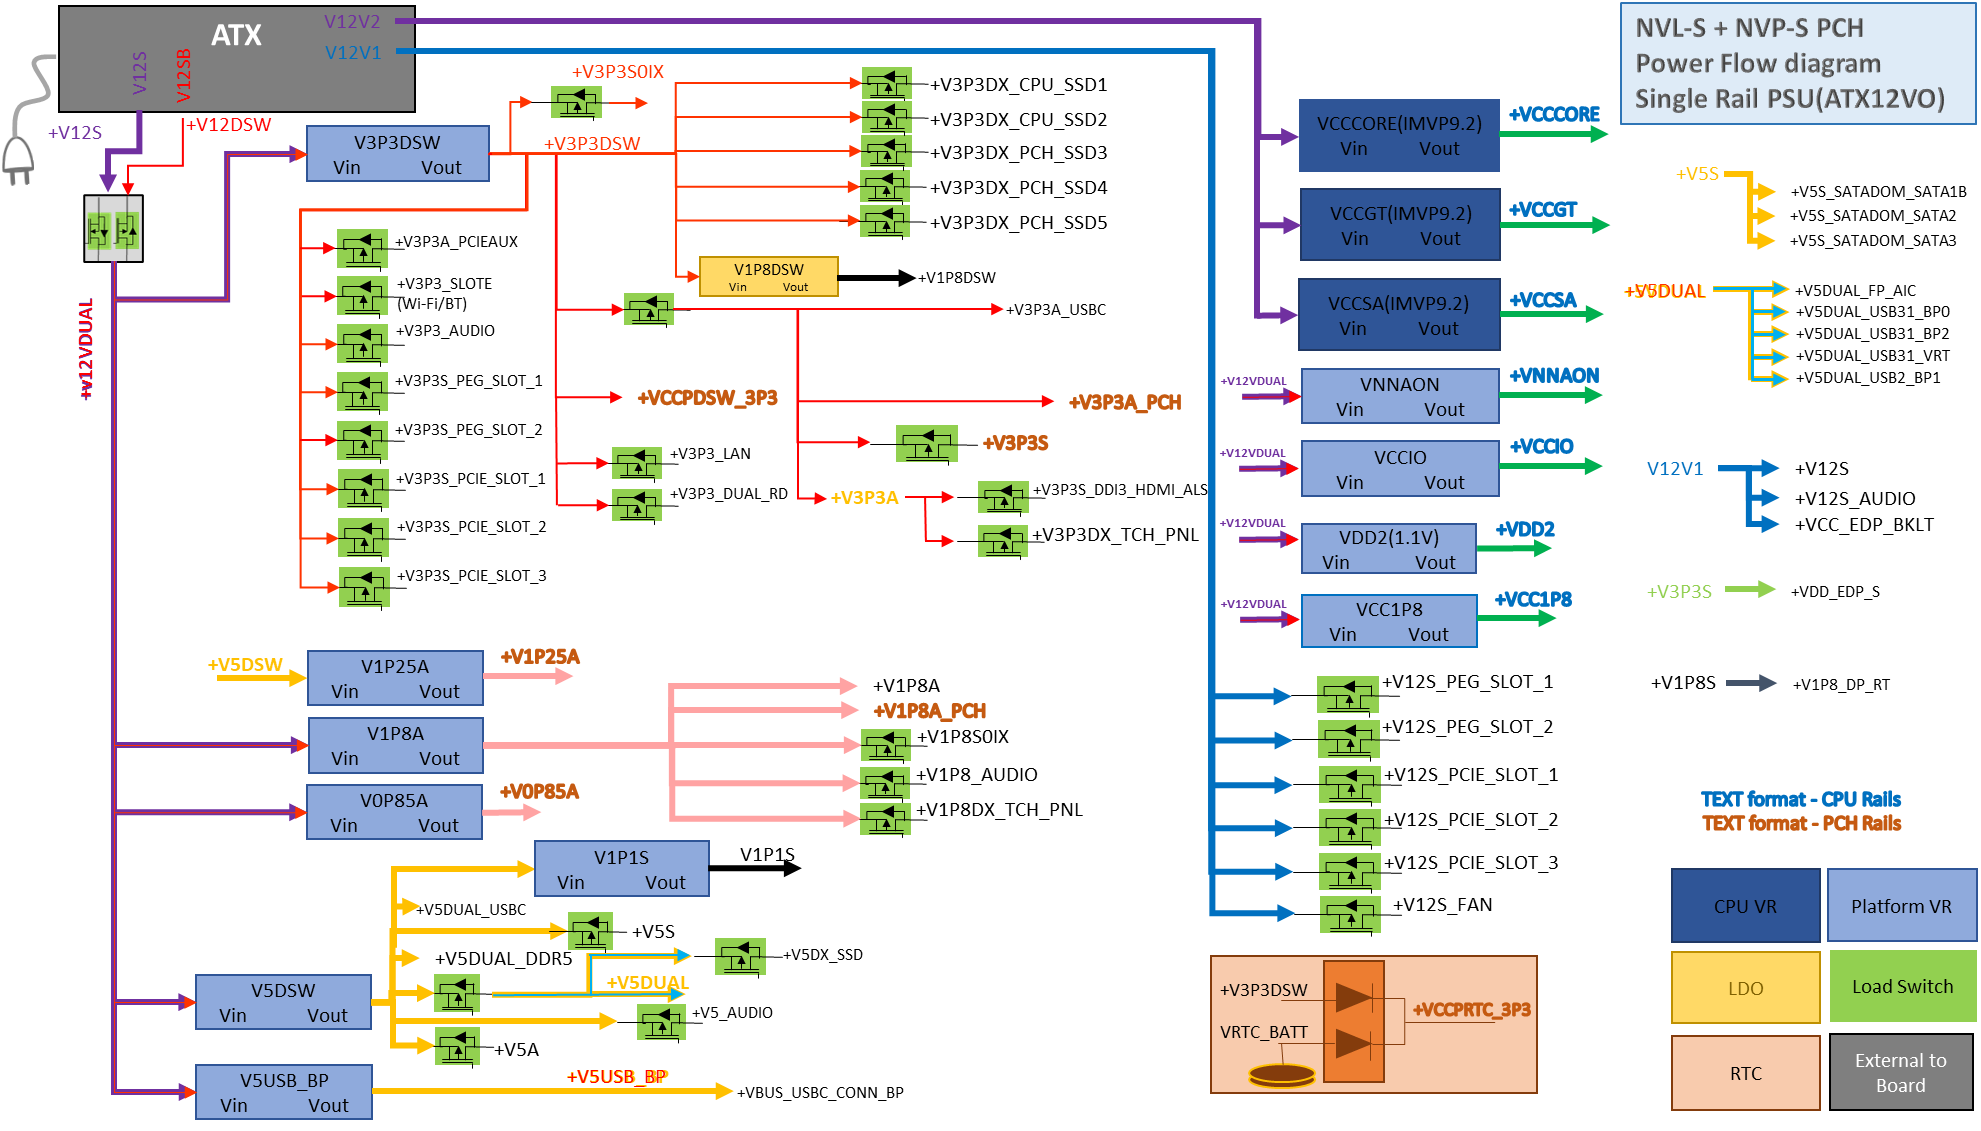 ATX
V12V2
V12V1
V12S
V12SB
+V12S
+V12DSW
+V12VDUAL
NVL-S + NVP-S PCH
Power Flow diagram
Single Rail PSU(ATX12VO)
V3P3DSW
Vin Vout
+V3P3S0IX
+V3P3DSW
+V3P3DX_CPU_SSD1
+V3P3DX_CPU_SSD2
+V3P3DX_PCH_SSD3
+V3P3DX_PCH_SSD4
+V3P3DX_PCH_SSD5
V1P8DSW
Vin Vout
+V1P8DSW
+V3P3A_PCIEAUX
+V3P3_SLOTE
(Wi-Fi/BT)
+V3P3_AUDIO
+V3P3S_PEG_SLOT_1
+V3P3S_PEG_SLOT_2
+V3P3S_PCIE_SLOT_1
+V3P3S_PCIE_SLOT_2
+V3P3S_PCIE_SLOT_3
+V3P3A_USBC
+VCCPDSW_3P3
+V3P3A_PCH
+V3P3S
+V3P3_LAN
+V3P3_DUAL_RD
+V3P3A
+V3P3S_DDI3_HDMI_ALS
+V3P3DX_TCH_PNL
+V5DSW
V1P25A
Vin Vout
+V1P25A
V1P8A
Vin Vout
+V1P8A
+V1P8A_PCH
+V1P8S0IX
+V1P8_AUDIO
+V1P8DX_TCH_PNL
V0P85A
Vin Vout
+V0P85A
V1P1S
Vin Vout
V1P1S
+V5DUAL_USBC
+V5S
+V5DUAL_DDR5
+V5DX_SSD
+V5DUAL
+V5_AUDIO
+V5A
V5DSW
Vin Vout
V5USB_BP
Vin Vout
+V5USB_BP
+VBUS_USBC_CONN_BP
VCCCORE(IMVP9.2)
Vin Vout
+VCCCORE
VCCGT(IMVP9.2)
Vin Vout
+VCCGT
VCCSA(IMVP9.2)
Vin Vout
+VCCSA
+V12VDUAL
VNNAON
Vin Vout
+VNNAON
+V12VDUAL
VCCIO
Vin Vout
+VCCIO
+V12VDUAL
VDD2(1.1V)
Vin Vout
+VDD2
+V12VDUAL
VCC1P8
Vin Vout
+VCC1P8
+V12S_PEG_SLOT_1
+V12S_PEG_SLOT_2
+V12S_PCIE_SLOT_1
+V12S_PCIE_SLOT_2
+V12S_PCIE_SLOT_3
+V12S_FAN
+V3P3DSW
VRTC_BATT
+VCCPRTC_3P3
+V5S
+V5S_SATADOM_SATA1B
+V5S_SATADOM_SATA2
+V5S_SATADOM_SATA3
+V5DUAL
+V5DUAL_FP_AIC
+V5DUAL_USB31_BP0
+V5DUAL_USB31_BP2
+V5DUAL_USB31_VRT
+V5DUAL_USB2_BP1
V12V1
+V12S
+V12S_AUDIO
+VCC_EDP_BKLT
+V3P3S
+VDD_EDP_S
+V1P8S
+V1P8_DP_RT
TEXT format - CPU Rails
TEXT format - PCH Rails
CPU VR
Platform VR
LDO
Load Switch
RTC
External to
Board